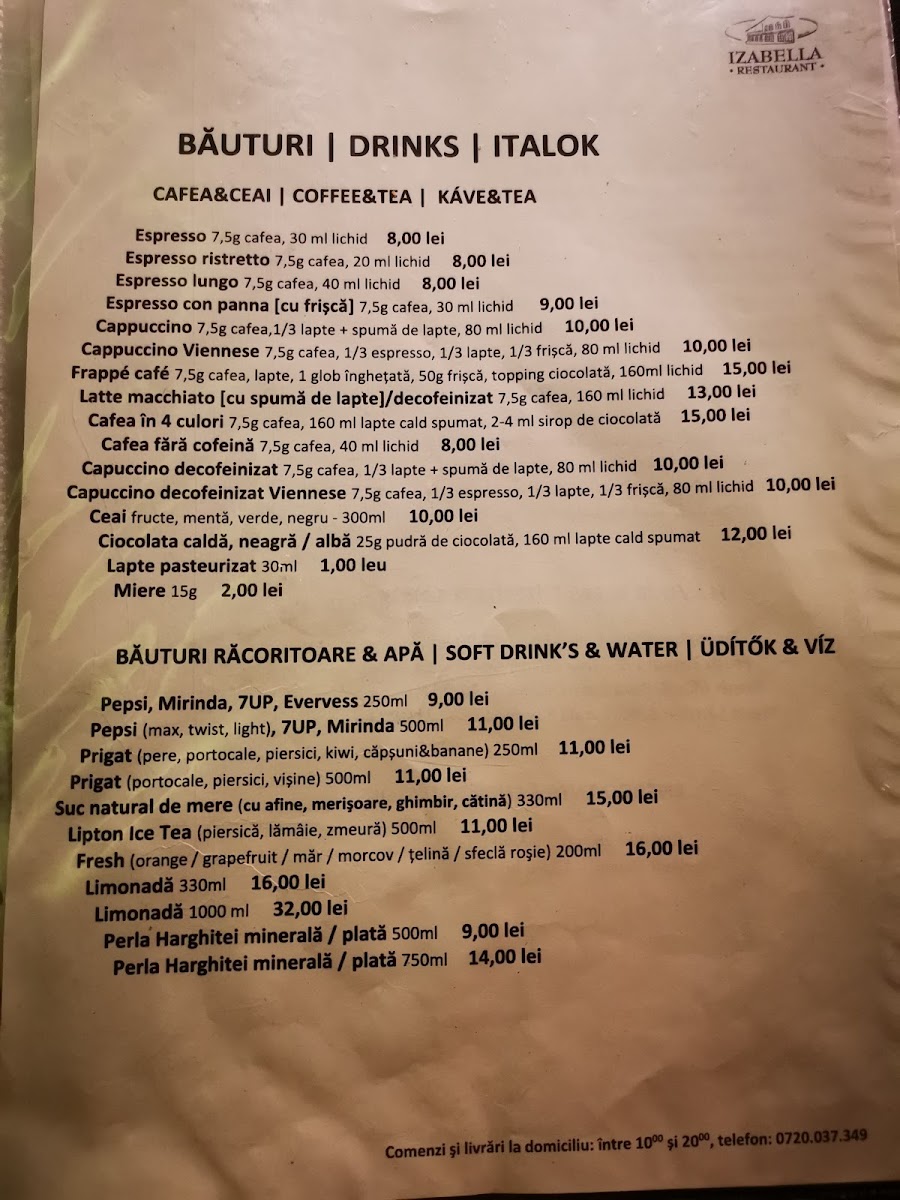 IZABELLA
• RESTAURANT •
BĂUTURI | DRINKS | ITALOK
CAFEA&CEAI | COFFEE&TEA | KÁVE&TEA
Espresso 7,5g cafea, 30 ml lichid 8,00 lei
Espresso ristretto 7,5g cafea, 20 ml lichid 8,00 lei
Espresso lungo 7,5g cafea, 40 ml lichid 8,00 lei
Espresso con panna [cu frişcă] 7,5g cafea, 30 ml lichid 9,00 lei
Cappuccino 7,5g cafea,1/3 lapte + spumă de lapte, 80 ml lichid 10,00 lei
Cappuccino Viennese 7,5g cafea, 1/3 espresso, 1/3 lapte, 1/3 frişcă, 80 ml lichid 10,00 lei
Frappé café 7,5g cafea, lapte, 1 glob îngheţată, 50g frişcă, topping ciocolată, 160ml lichid 15,00 lei
Latte macchiato [cu spumă de lapte]/decofeinizat 7,5g cafea, 160 ml lichid 13,00 lei
Cafea în 4 culori 7,5g cafea, 160 ml lapte cald spumat, 2-4 ml sirop de ciocolată 15,00 lei
Cafea fără cofeină 7,5g cafea, 40 ml lichid 8,00 lei
Capuccino decofeinizat 7,5g cafea, 1/3 lapte + spumă de lapte, 80 ml lichid 10,00 lei
Capuccino decofeinizat Viennese 7,5g cafea, 1/3 espresso, 1/3 lapte, 1/3 frişcă, 80 ml lichid 10,00 lei
Ceai fructe, mentă, verde, negru - 300ml 10,00 lei
Ciocolata caldă, neagră / albă 25g pudră de ciocolată, 160 ml lapte cald spumat 12,00 lei
Lapte pasteurizat 30ml 1,00 leu
Miere 15g 2,00 lei
BĂUTURI RĂCORITOARE & APĂ | SOFT DRINK'S & WATER | ÜDÍTŐK & VÍZ
Pepsi, Mirinda, 7UP, Evervess 250ml 9,00 lei
Pepsi (max, twist, light), 7UP, Mirinda 500ml 11,00 lei
Prigat (pere, portocale, piersici, kiwi, căpşuni&banane) 250ml 11,00 lei
Prigat (portocale, piersici, vişine) 500ml 11,00 lei
Suc natural de mere (cu afine, merişoare, ghimbir, cătină) 330ml 15,00 lei
Lipton Ice Tea (piersică, lămâie, zmeură) 500ml 11,00 lei
Fresh (orange / grapefruit / măr / morcov / ţelină / sfeclă roşie) 200ml 16,00 lei
Limonadă 330ml 16,00 lei
Limonadă 1000 ml 32,00 lei
Perla Harghitei minerală / plată 500ml 9,00 lei
Perla Harghitei minerală / plată 750ml 14,00 lei
Comenzi şi livrări la domiciliu: între 10⁰⁰ şi 20⁰⁰, telefon: 0720.037.349